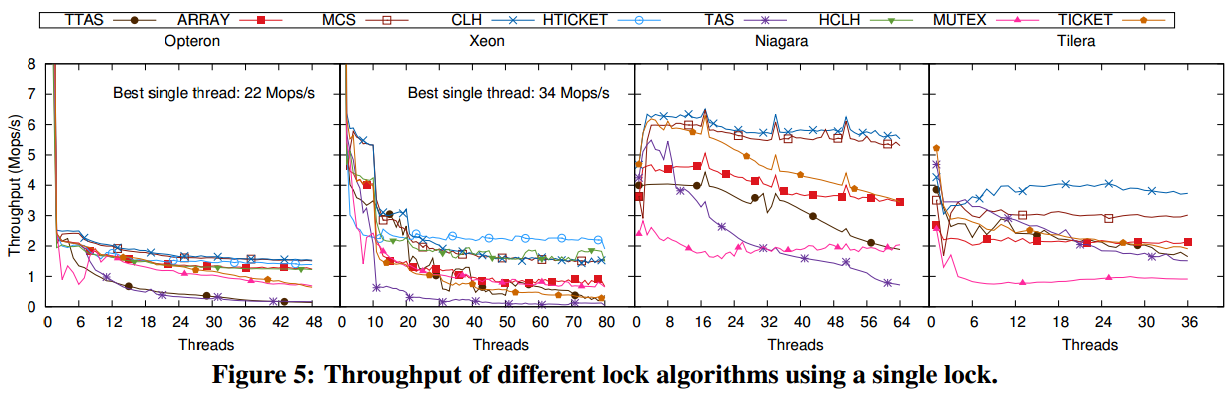 TTAS ARRAY MCS CLH HTICKET TAS HCLH MUTEX TICKET
Opteron Xeon Niagara Tilera
Throughput (Mops/s)
8
7
6
5
4
3
2
1
0
Best single thread: 22 Mops/s
Best single thread: 34 Mops/s
0 6 12 18 24 30 36 42 48
0 10 20 30 40 50 60 70 80
0 8 16 24 32 40 48 56 64
0 6 12 18 24 30 36
Threads Threads Threads Threads
Figure 5: Throughput of different lock algorithms using a single lock.